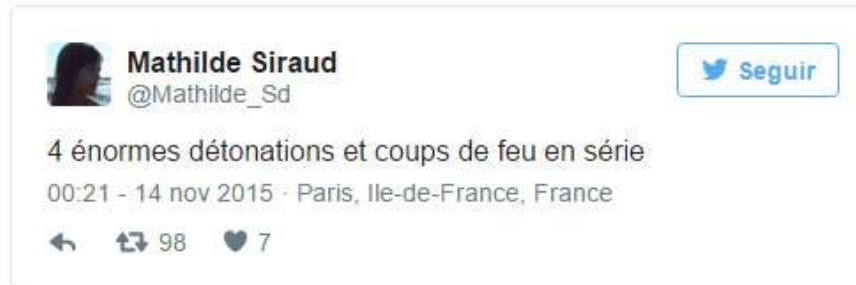 Mathilde Siraud
@Mathilde_Sd
Seguir
4 énormes détonations et coups de feu en série
00:21 - 14 nov 2015 · Paris, Ile-de-France, France
98 7